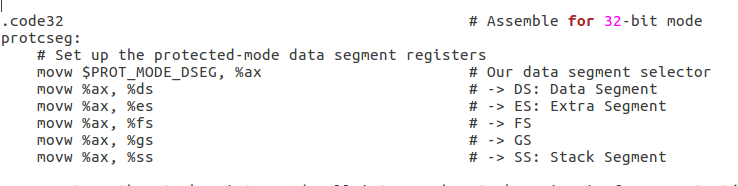 .code32 # Assemble for 32-bit mode
protcseg:
# Set up the protected-mode data segment registers
movw $PROT_MODE_DSEG, %ax # Our data segment selector
movw %ax, %ds # -> DS: Data Segment
movw %ax, %es # -> ES: Extra Segment
movw %ax, %fs # -> FS
movw %ax, %gs # -> GS
movw %ax, %ss # -> SS: Stack Segment